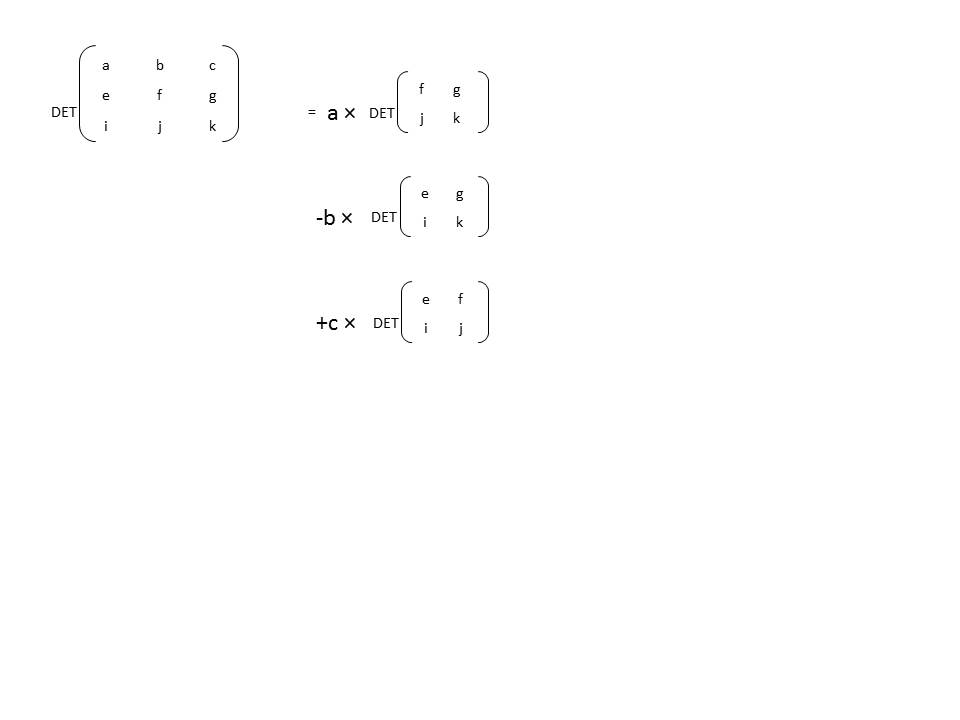 DET
a b c
e f g
i j k
= a × DET
f g
j k
-b × DET
e g
i k
+c × DET
e f
i j